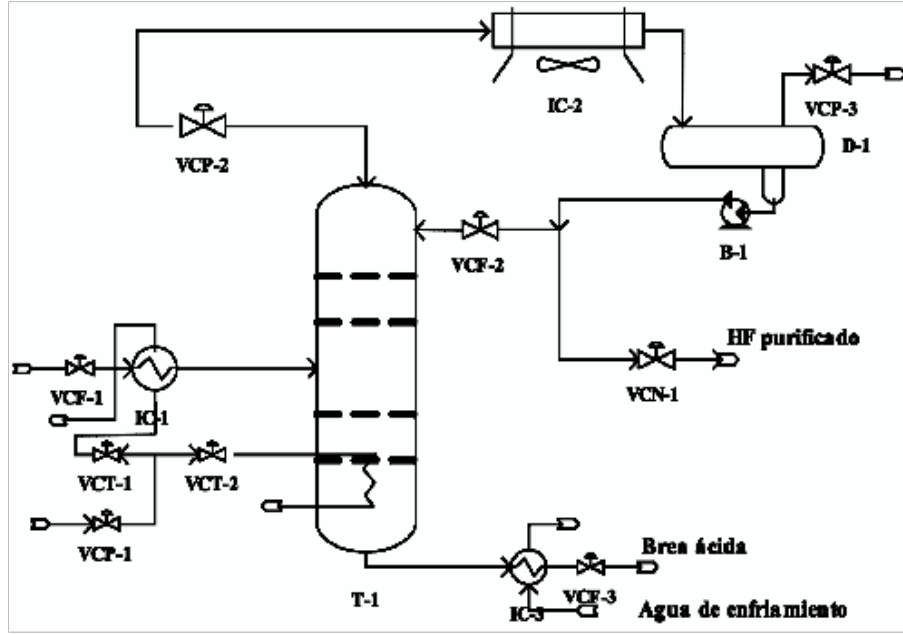 VCP-3
IC-2
D-1
VCP-2
B-1
VCF-2
HF purificado
VCF-1
IC-1
VCN-1
VCT-1
VCT-2
VCP-1
Brea ácida
T-1
IC-3
VCF-3
Agua de enfriamiento